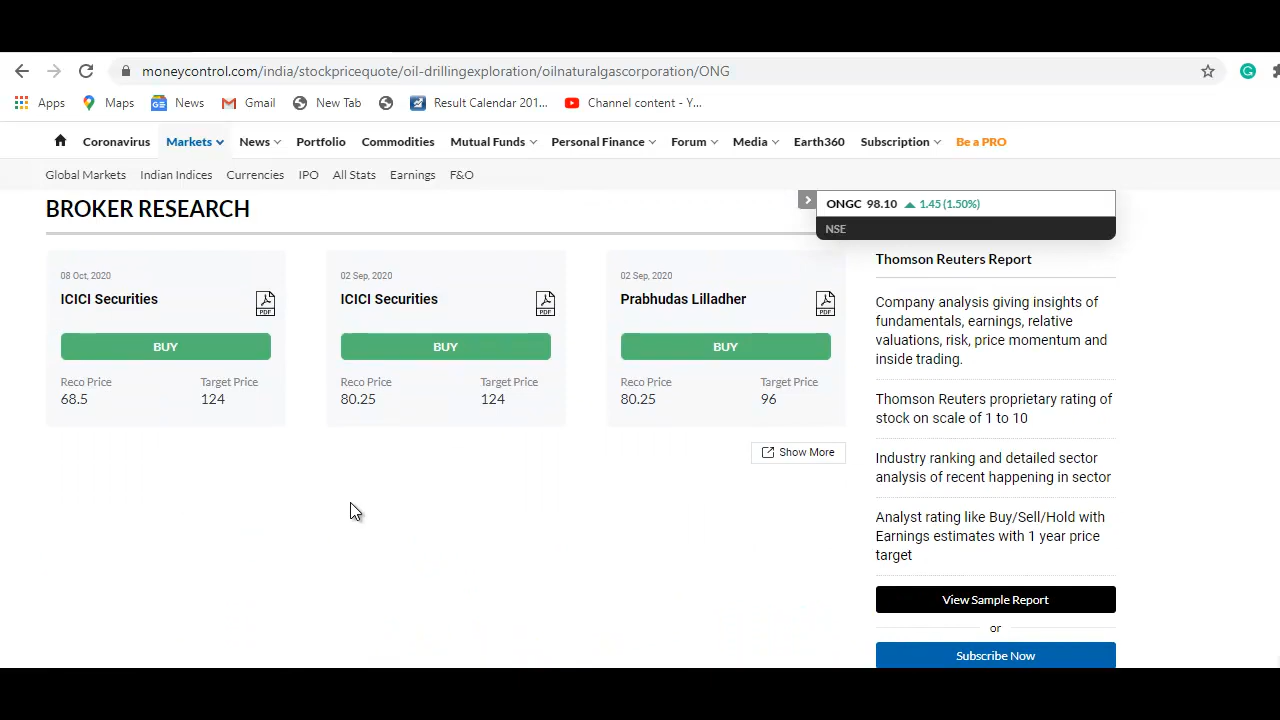 moneycontrol.com/india/stockpricequote/oil-drillingexploration/oilnaturalgascorporation/ONG
Apps Maps News Gmail New Tab Result Calendar 201... Channel content - Y...
Coronavirus Markets News Portfolio Commodities Mutual Funds Personal Finance Forum Media Earth360 Subscription Be a PRO
Global Markets Indian Indices Currencies IPO All Stats Earnings F&O
BROKER RESEARCH
ONGC 98.10 1.45 (1.50%)
NSE
08 Oct, 2020
ICICI Securities
PDF
BUY
Reco Price Target Price
68.5 124
02 Sep, 2020
ICICI Securities
PDF
BUY
Reco Price Target Price
80.25 124
02 Sep, 2020
Prabhudas Lilladher
PDF
BUY
Reco Price Target Price
80.25 96
Show More
Thomson Reuters Report
Company analysis giving insights of
fundamentals, earnings, relative
valuations, risk, price momentum and
inside trading.
Thomson Reuters proprietary rating of
stock on scale of 1 to 10
Industry ranking and detailed sector
analysis of recent happening in sector
Analyst rating like Buy/Sell/Hold with
Earnings estimates with 1 year price
target
View Sample Report
or
Subscribe Now